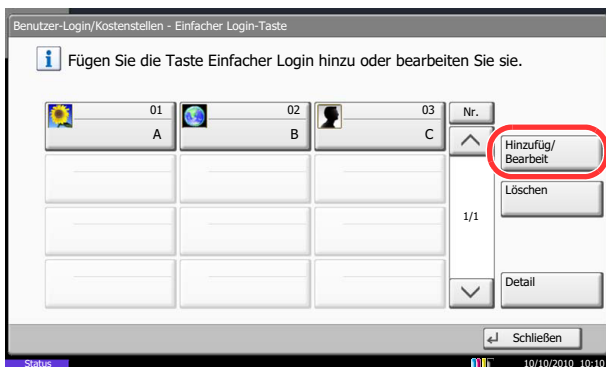 Benutzer-Login/Kostenstellen - Einfacher Login-Taste
Fügen Sie die Taste Einfacher Login hinzu oder bearbeiten Sie sie.
01
A
02
B
03
C
Nr.
Hinzufüg/
Bearbeit
Löschen
1/1
Detail
Schließen
Status
10/10/2010 10:10